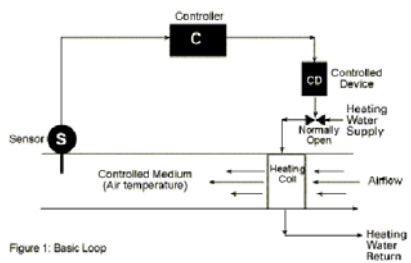 Controller
C
CD
Controlled
Device
Heating
Water
Supply
Normally
Open
Sensor
S
Controlled Medium
(Air temperature)
Heating
Coil
Airflow
Heating
Water
Return
Figure 1: Basic Loop